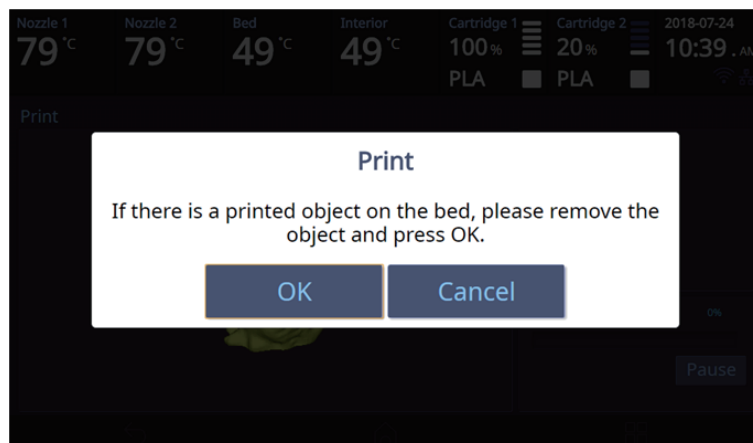 Nozzle 1 Nozzle 2 Bed Interior Cartridge 1 Cartridge 2 2018-07-24
79 °C 79 °C 49 °C 49 °C 100 % 20 % 10:39 . AM
PLA PLA
Print
Print
If there is a printed object on the bed, please remove the
object and press OK.
OK Cancel
0%
Pause